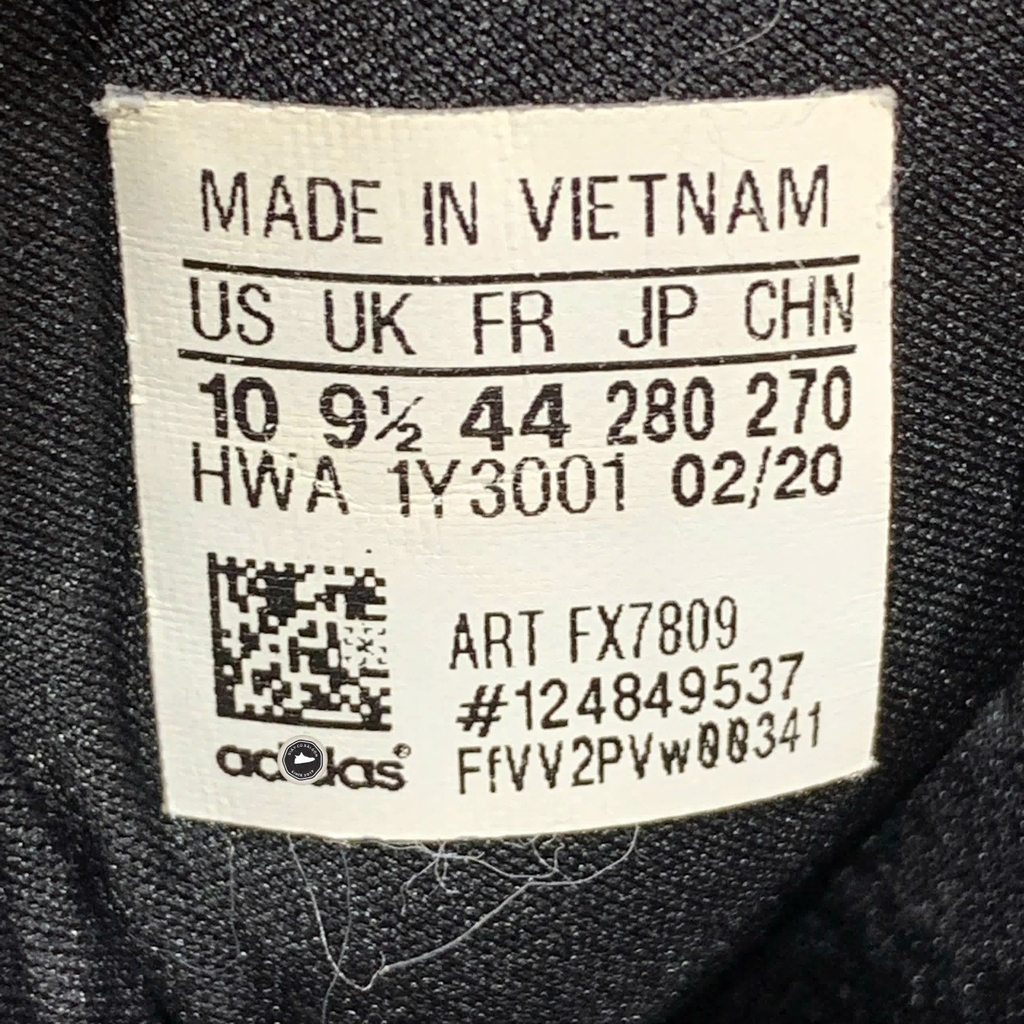 MADE IN VIETNAM
US UK FR JP CHN
10 9½ 44 280 270
HWA 1Y3001 02/20
ART FX7809
#124849537
adidas®
FfVV2PVw00341